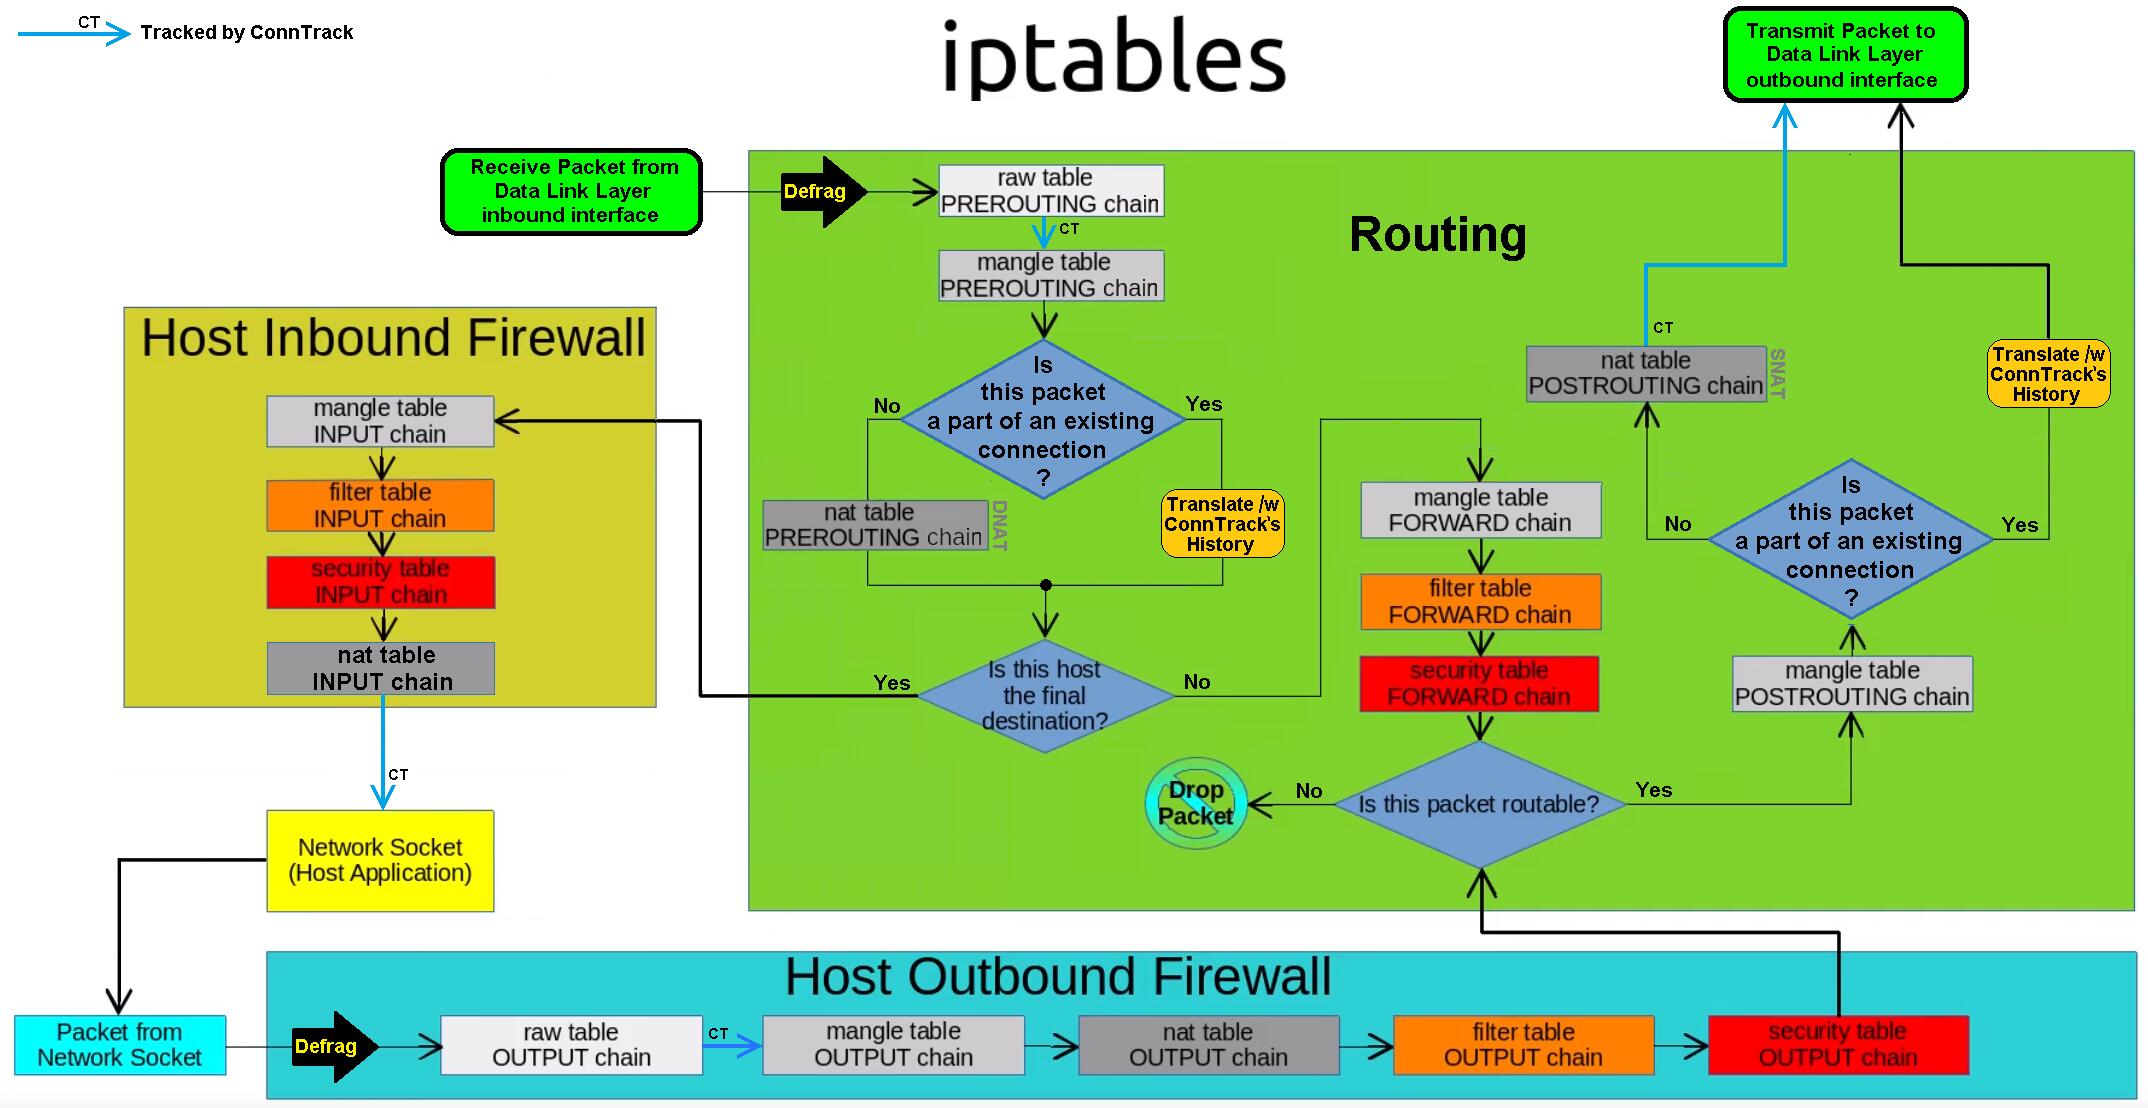 CT
Tracked by ConnTrack
iptables
Transmit Packet to
Data Link Layer
outbound interface
Receive Packet from
Data Link Layer
inbound interface
Defrag
raw table
PREROUTING chain
CT
mangle table
PREROUTING chain
Routing
Is
this packet
a part of an existing
connection
?
No
Yes
nat table
PREROUTING chain
DNAT
Translate /w
ConnTrack's
History
Is this host
the final
destination?
Yes
No
Host Inbound Firewall
mangle table
INPUT chain
filter table
INPUT chain
security table
INPUT chain
nat table
INPUT chain
CT
Network Socket
(Host Application)
mangle table
FORWARD chain
filter table
FORWARD chain
security table
FORWARD chain
Is this packet routable?
No
Yes
Drop
Packet
mangle table
POSTROUTING chain
Is
this packet
a part of an existing
connection
?
No
Yes
nat table
POSTROUTING chain
SNAT
CT
Translate /w
ConnTrack's
History
Host Outbound Firewall
Packet from
Network Socket
Defrag
raw table
OUTPUT chain
CT
mangle table
OUTPUT chain
nat table
OUTPUT chain
filter table
OUTPUT chain
security table
OUTPUT chain